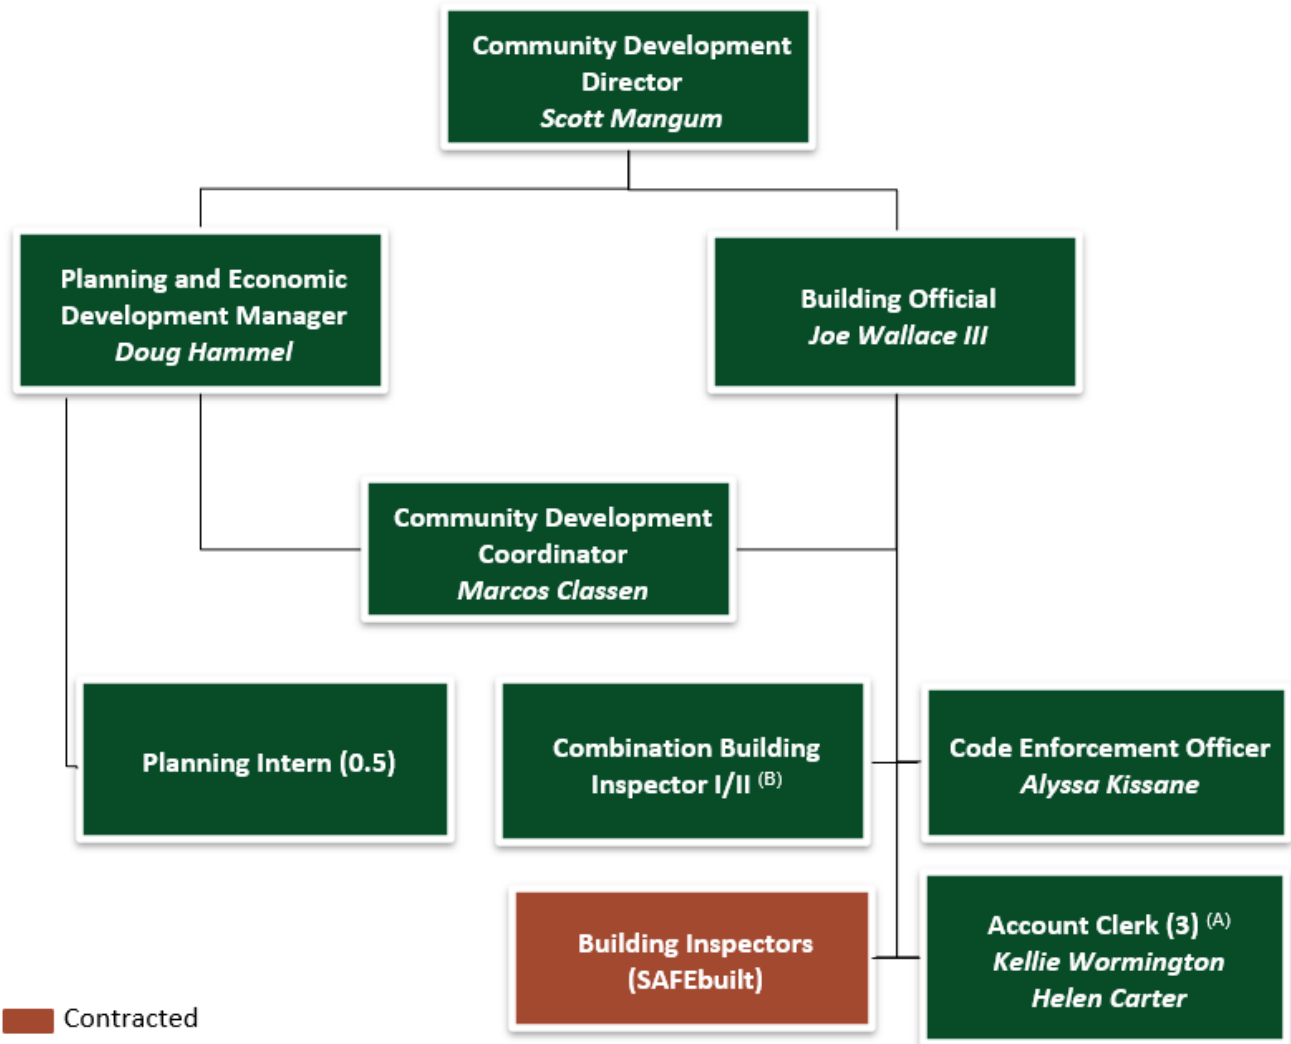 Community Development
Director
Scott Mangum
Planning and Economic
Development Manager
Doug Hammel
Building Official
Joe Wallace III
Community Development
Coordinator
Marcos Classen
Planning Intern (0.5)
Combination Building
Inspector I/II (B)
Code Enforcement Officer
Alyssa Kissane
Building Inspectors
(SAFEbuilt)
Account Clerk (3) (A)
Kellie Wormington
Helen Carter
Contracted